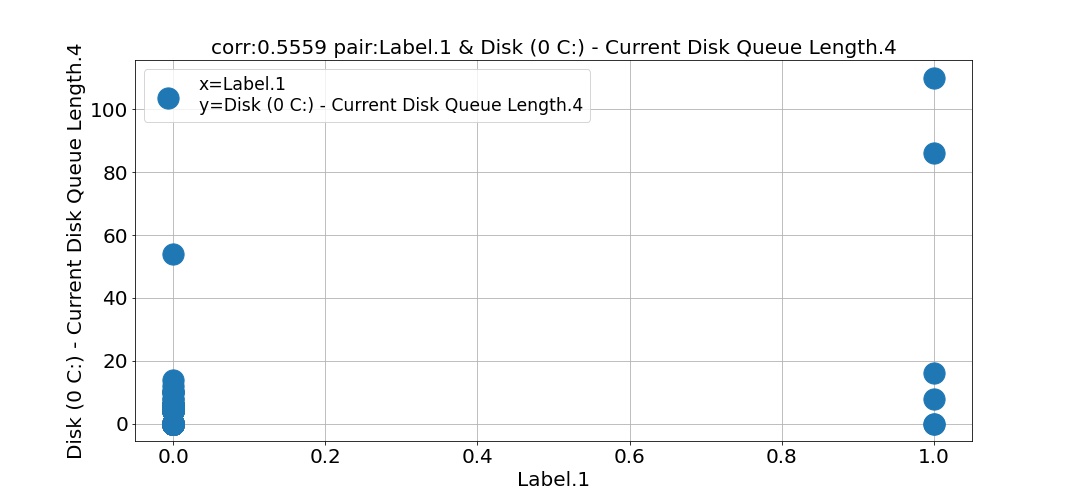 corr:0.5559 pair:Label.1 & Disk (0 C:) - Current Disk Queue Length.4
x=Label.1
y=Disk (0 C:) - Current Disk Queue Length.4
Disk (0 C:) - Current Disk Queue Length.4
100
80
60
40
20
0
0.0 0.2 0.4 0.6 0.8 1.0
Label.1